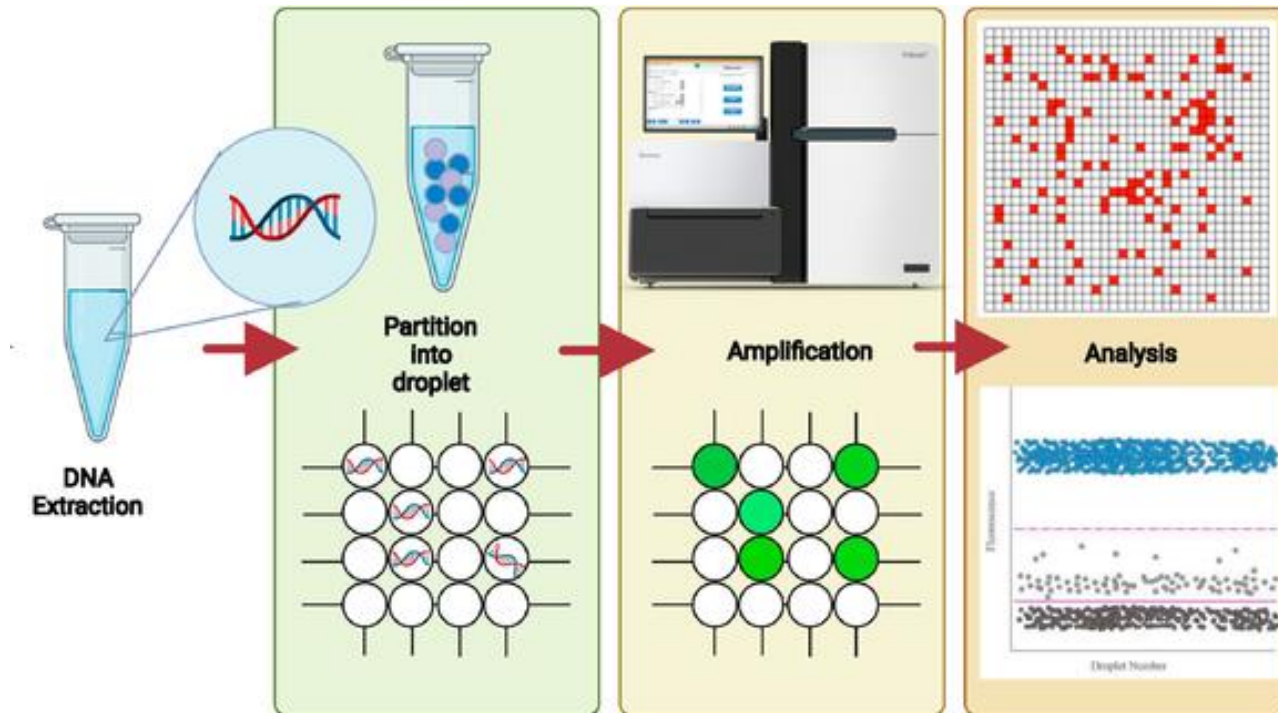 DNA
Extraction
Partition
into
droplet
Amplification
Analysis
Fluorescence
Droplet Number